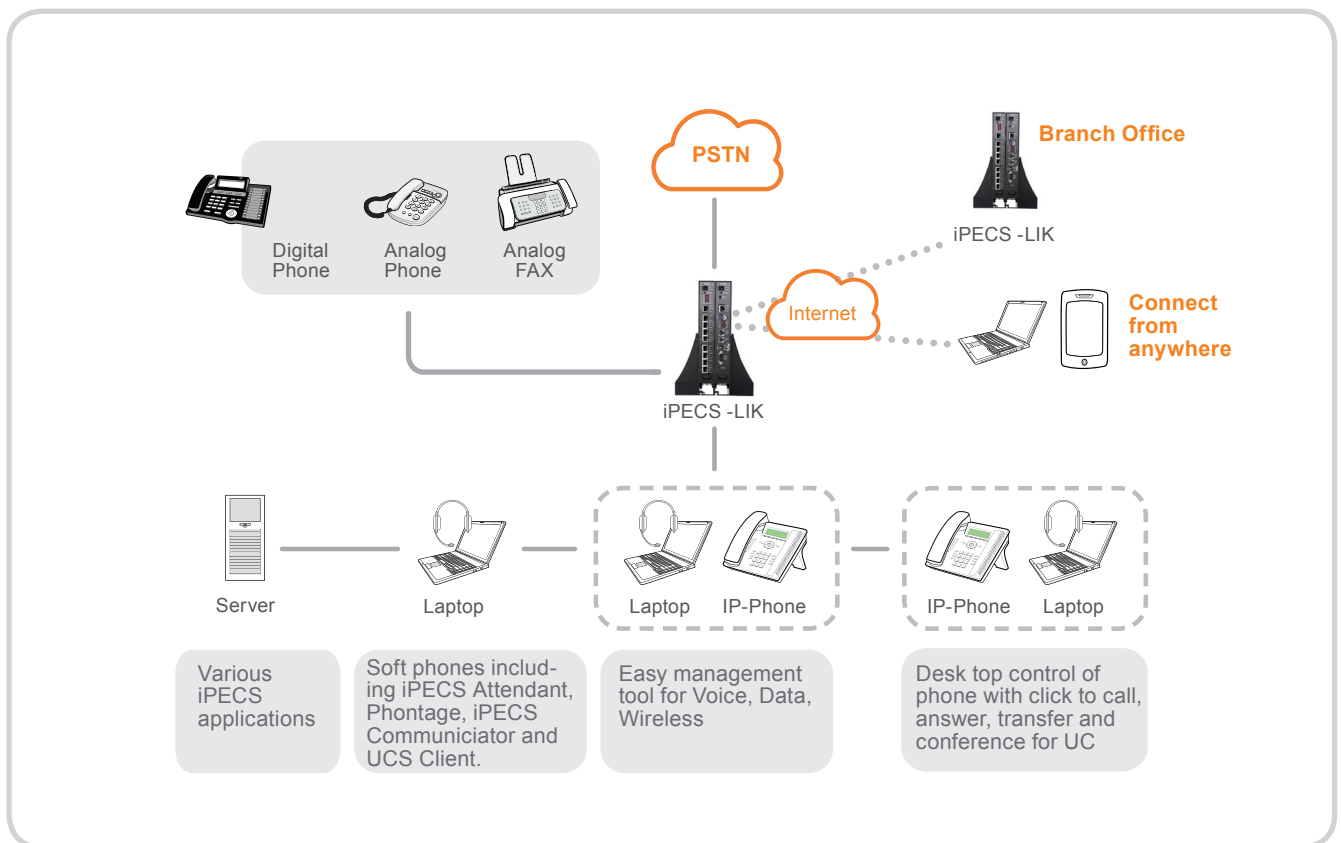 PSTN
Branch Office
iPECS -LIK
Digital
Phone
Analog
Phone
Analog
FAX
Internet
Connect
from
anywhere
iPECS -LIK
Server
Laptop
Laptop
IP-Phone
IP-Phone
Laptop
Various
iPECS
applications
Soft phones includ-
ing iPECS Attendant,
Phontage, iPECS
Communiciator and
UCS Client.
Easy management
tool for Voice, Data,
Wireless
Desk top control of
phone with click to call,
answer, transfer and
conference for UC